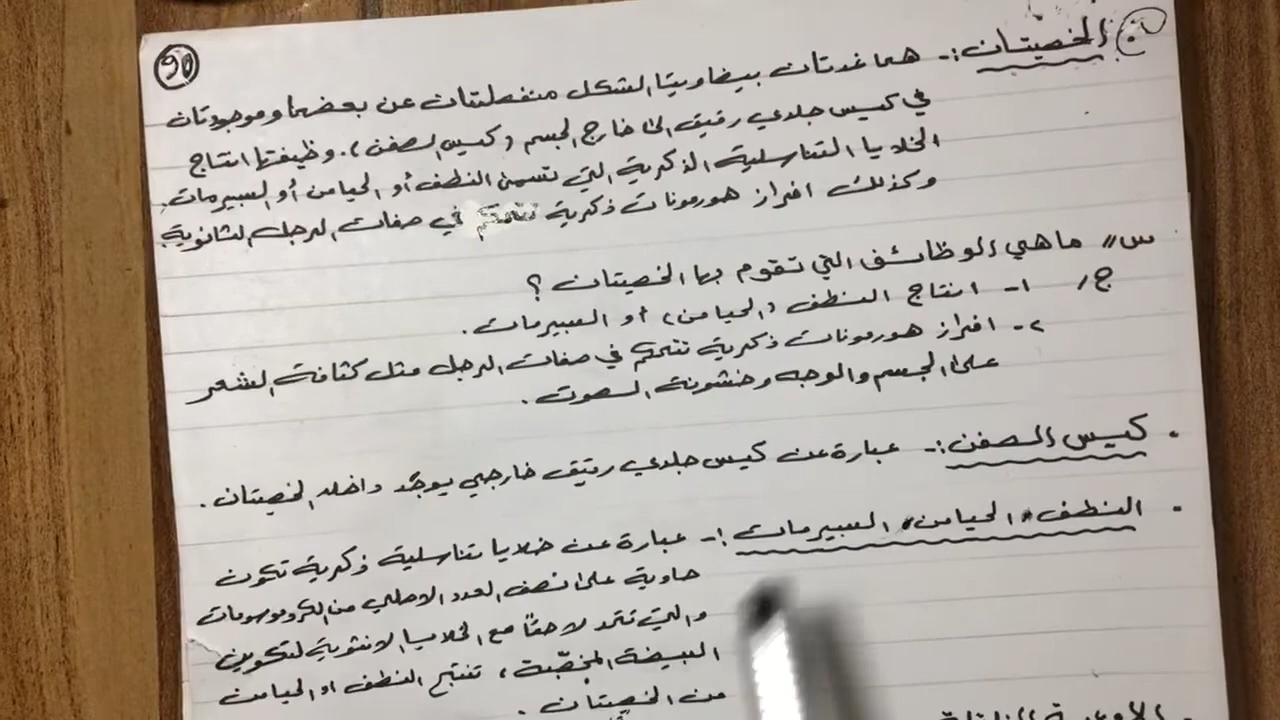 90
الخصيتان :- هما غدتان بيضاويتا الشكل منفصلتان عن بعضهما وموجودتان
في كيس جلدي رقيق الى خارج الجسم (كيس الصفن). وظيفتها انتاج
الخلايا التناسلية الذكرية التي تسمى النطف أو الحيامن أو السبيرمات.
وكذلك افراز هورمونات ذكرية تتحكم في صفات الرجل الثانوية
س// ماهي الوظائف التي تقوم بها الخصيتان ؟
ج/ ١- انتاج النطف (الحيامن) أو السبيرمات .
٢- افراز هورمونات ذكرية تتحكم في صفات الرجل مثل كثافة الشعر
على الجسم والوجه وخشونة الصوت .
. كيس الصفن :- عبارة عن كيس جلدي رقيق خارجي يوجد داخله الخصيتان .
. النطف، الحيامن، السبيرمات :- عبارة عن خلايا تناسلية ذكرية تكون
حاوية على نصف العدد الاصلي من الكروموسومات
والتي تتحد لاحقاً مع الخلايا الانثوية لتكوين
البيضة المخصبة ، تنتج النطف او الحيامن
من الخصيتان .